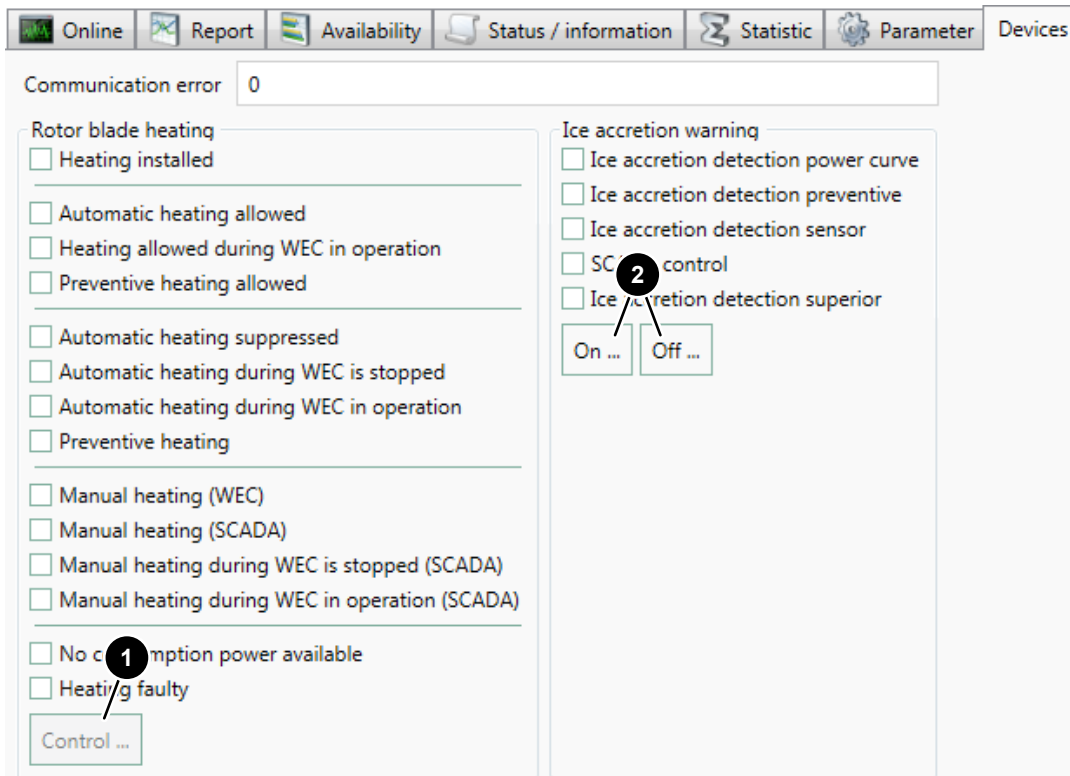 Online Report Availability Status / information Statistic Parameter Devices
Communication error 0
Rotor blade heating
Heating installed
Automatic heating allowed
Heating allowed during WEC in operation
Preventive heating allowed
Automatic heating suppressed
Automatic heating during WEC is stopped
Automatic heating during WEC in operation
Preventive heating
Manual heating (WEC)
Manual heating (SCADA)
Manual heating during WEC is stopped (SCADA)
Manual heating during WEC in operation (SCADA)
No power available
1
Heating faulty
Control ...
Ice accretion warning
Ice accretion detection power curve
Ice accretion detection preventive
Ice accretion detection sensor
control
2
Ice accretion detection superior
On ... Off ...